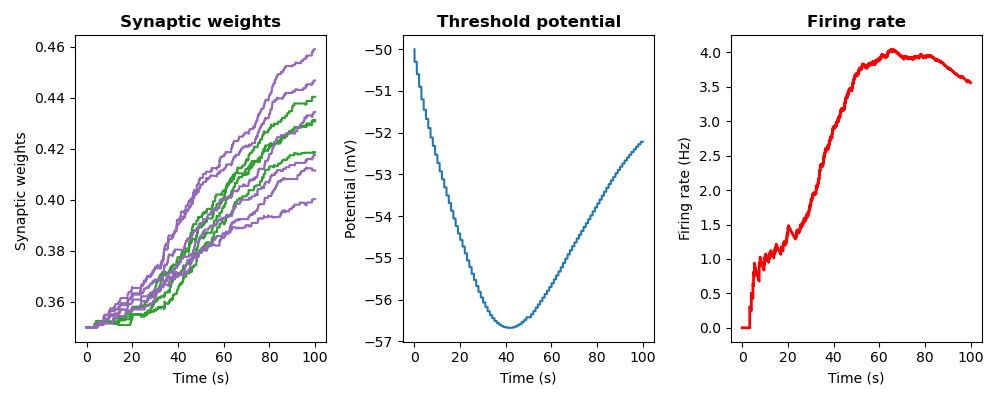 Synaptic weights
Synaptic weights
0.46
0.44
0.42
0.40
0.38
0.36
0 20 40 60 80 100
Time (s)
Threshold potential
Potential (mV)
−50
−51
−52
−53
−54
−55
−56
−57
0 20 40 60 80 100
Time (s)
Firing rate
Firing rate (Hz)
4.0
3.5
3.0
2.5
2.0
1.5
1.0
0.5
0.0
0 20 40 60 80 100
Time (s)